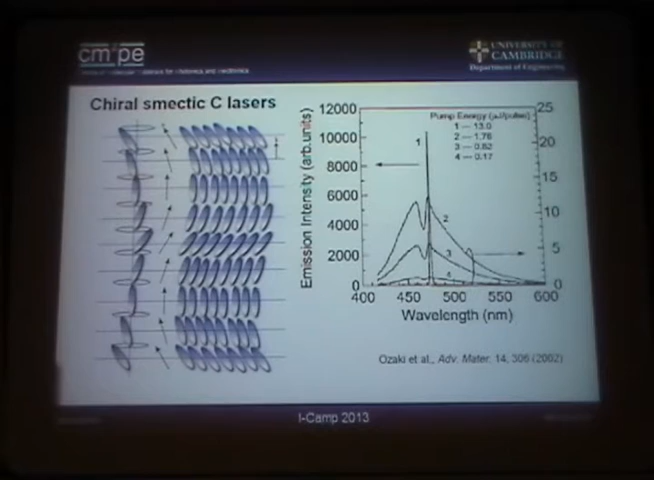 cm²pe
UNIVERSITY OF
CAMBRIDGE
Department of Engineering
Chiral smectic C lasers
Emission Intensity (arb.units)
12000
10000
8000
6000
4000
2000
0
Pump Energy (μJ/pulse)
1 — 13.0
2 — 1.76
3 — 0.82
4 — 0.17
1
2
3
4
25
20
15
10
5
0
400 450 500 550 600
Wavelength (nm)
Ozaki et al., Adv. Mater. 14, 306 (2002)
I-Camp 2013